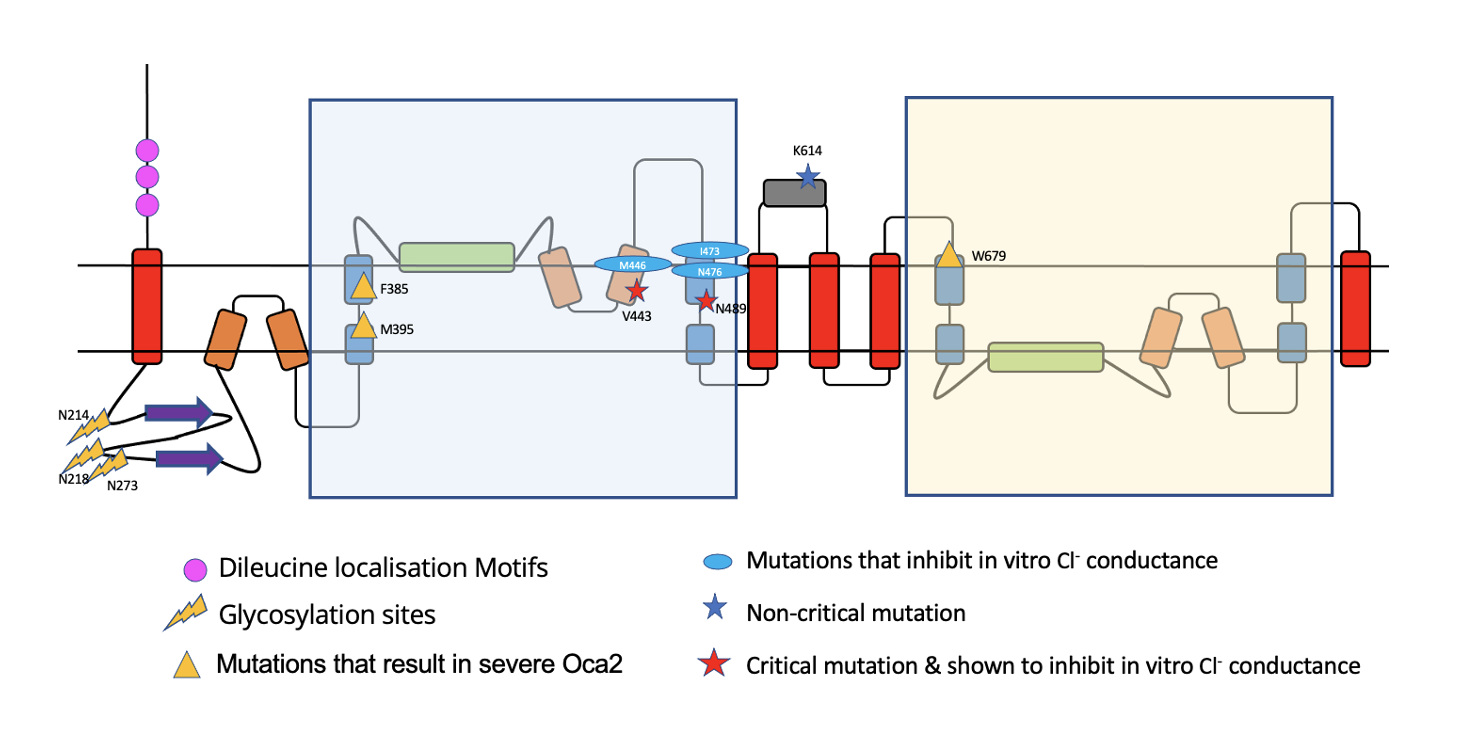 K614
I473
M446
N476
W679
F385
N489
V443
M395
N214
N218
N273
Dileucine localisation Motifs
Glycosylation sites
Mutations that result in severe Oca2
Mutations that inhibit in vitro Cl- conductance
Non-critical mutation
Critical mutation & shown to inhibit in vitro Cl- conductance